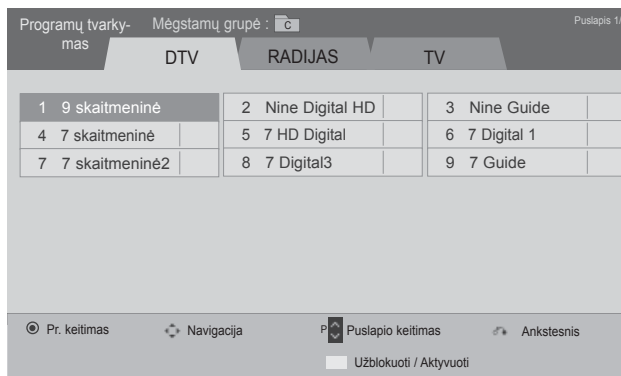 Programų tvarky-
mas
Mėgstamų grupė : C
Puslapis 1/
DTV RADIJAS TV
1 9 skaitmeninė 2 Nine Digital HD 3 Nine Guide
4 7 skaitmeninė 5 7 HD Digital 6 7 Digital 1
7 7 skaitmeninė2 8 7 Digital3 9 7 Guide
Pr. keitimas Navigacija P Puslapio keitimas Ankstesnis
Užblokuoti / Aktyvuoti